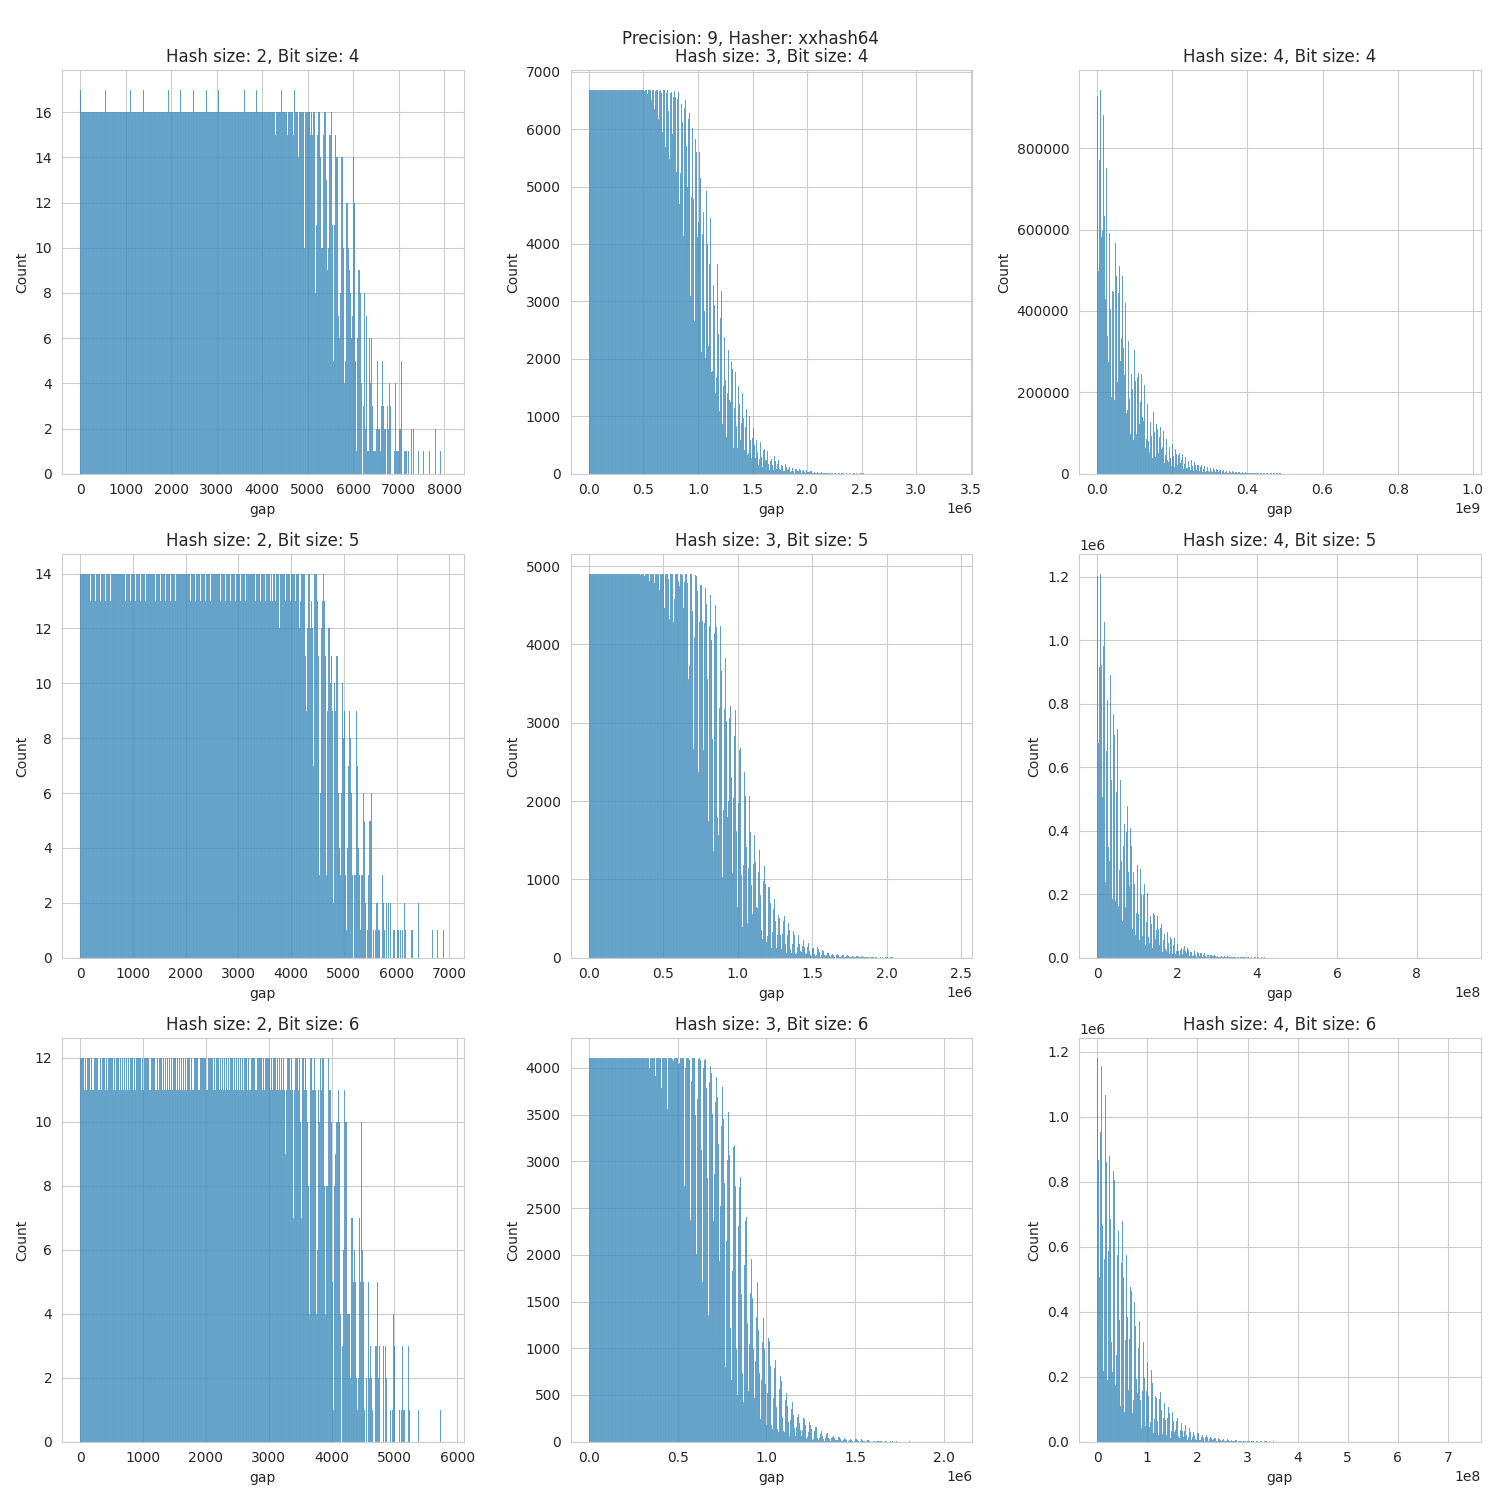 Precision: 9, Hasher: xxhash64
Hash size: 2, Bit size: 4
Count
16
14
12
10
8
6
4
2
0
0 1000 2000 3000 4000 5000 6000 7000 8000
gap
Hash size: 3, Bit size: 4
Count
7000
6000
5000
4000
3000
2000
1000
0
0.0 0.5 1.0 1.5 2.0 2.5 3.0 3.5
gap
1e6
Hash size: 4, Bit size: 4
Count
800000
600000
400000
200000
0
0.0 0.2 0.4 0.6 0.8 1.0
gap
1e9
Hash size: 2, Bit size: 5
Count
14
12
10
8
6
4
2
0
0 1000 2000 3000 4000 5000 6000 7000
gap
Hash size: 3, Bit size: 5
Count
5000
4000
3000
2000
1000
0
0.0 0.5 1.0 1.5 2.0 2.5
gap
1e6
Hash size: 4, Bit size: 5
1e6
Count
1.2
1.0
0.8
0.6
0.4
0.2
0.0
0 2 4 6 8
gap
1e8
Hash size: 2, Bit size: 6
Count
12
10
8
6
4
2
0
0 1000 2000 3000 4000 5000 6000
gap
Hash size: 3, Bit size: 6
Count
4000
3500
3000
2500
2000
1500
1000
500
0
0.0 0.5 1.0 1.5 2.0
gap
1e6
Hash size: 4, Bit size: 6
1e6
Count
1.2
1.0
0.8
0.6
0.4
0.2
0.0
0 1 2 3 4 5 6 7
gap
1e8